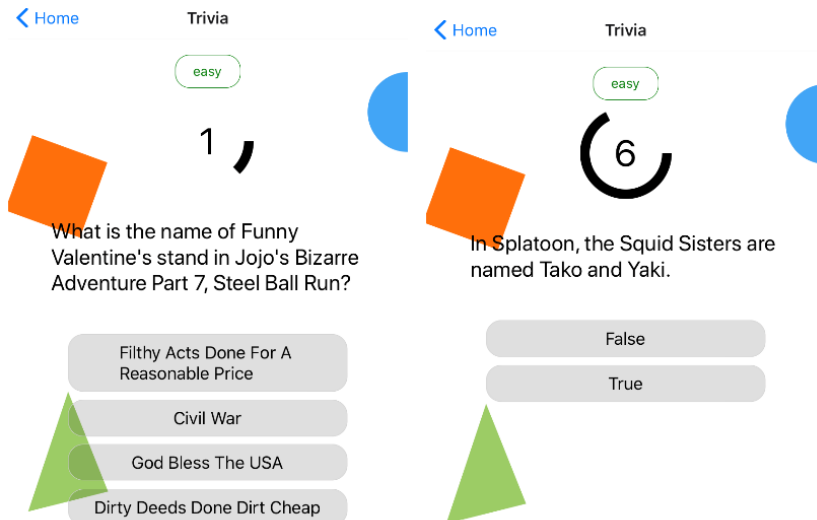 Home
Trivia
easy
1
What is the name of Funny
Valentine's stand in Jojo's Bizarre
Adventure Part 7, Steel Ball Run?
Filthy Acts Done For A
Reasonable Price
Civil War
God Bless The USA
Dirty Deeds Done Dirt Cheap
Home
Trivia
easy
6
In Splatoon, the Squid Sisters are
named Tako and Yaki.
False
True